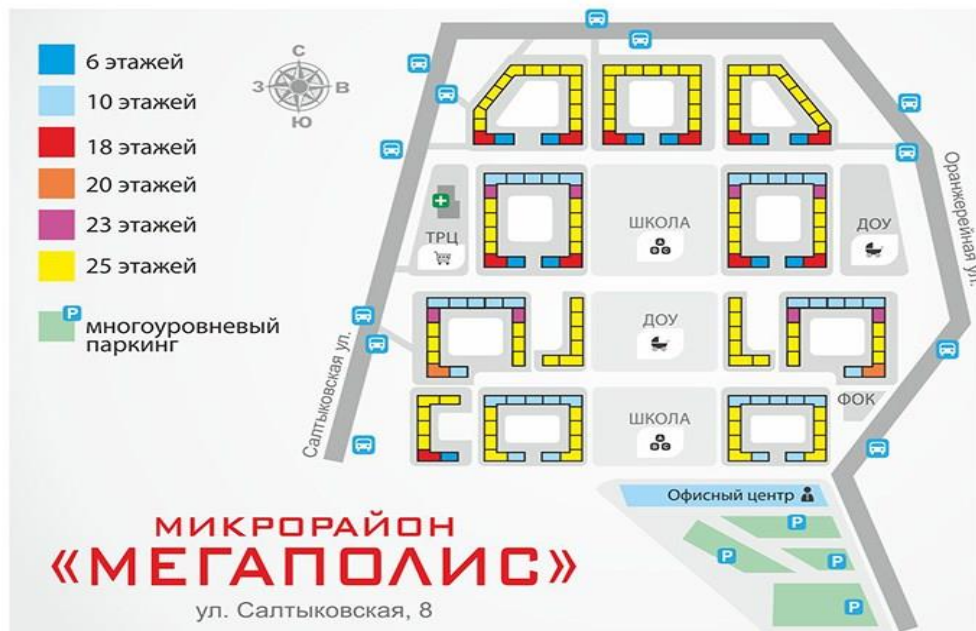 6 этажей
10 этажей
18 этажей
20 этажей
23 этажей
25 этажей
P
многоуровневый
паркинг
С
З
В
Ю
ТРЦ
ШКОЛА
ДОУ
ДОУ
ШКОЛА
ФОК
Салтыковская ул.
Оранжерейная ул.
Офисный центр
P
P
P
P
МИКРОРАЙОН
«МЕГАПОЛИС»
ул. Салтыковская, 8